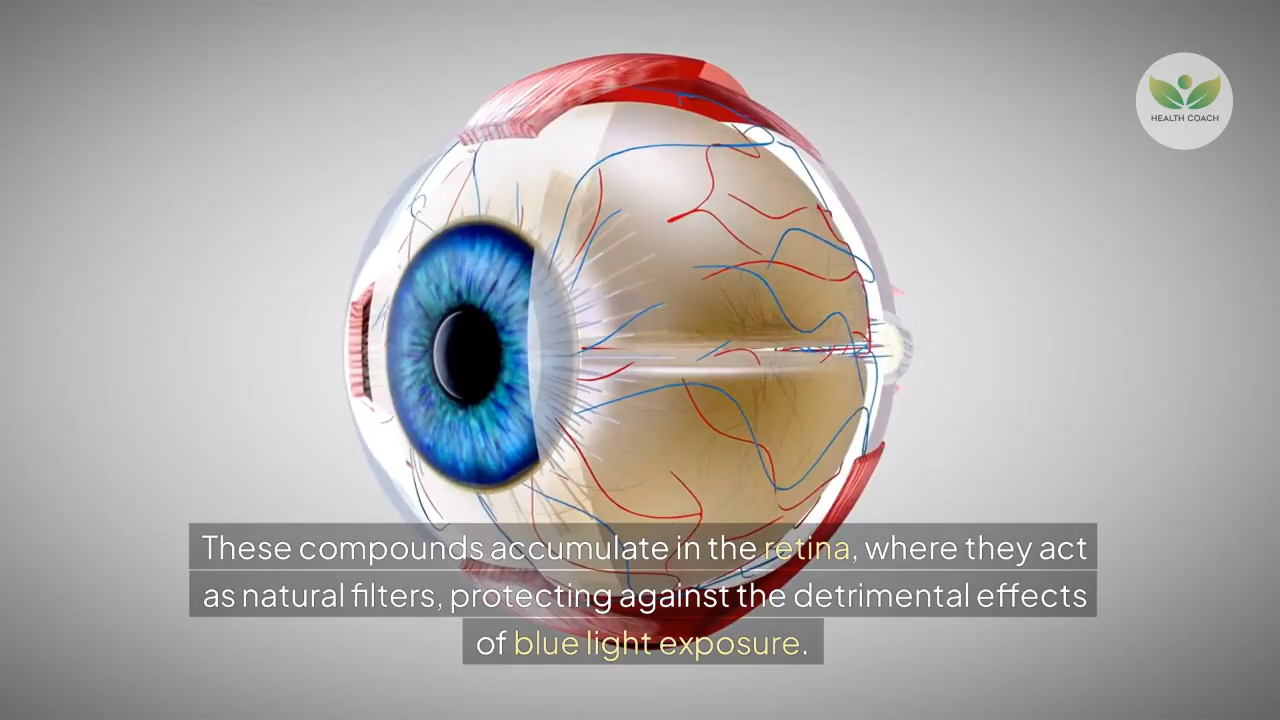 HEALTH COACH
These compounds accumulate in the retina, where they act
as natural filters, protecting against the detrimental effects
of blue light exposure.